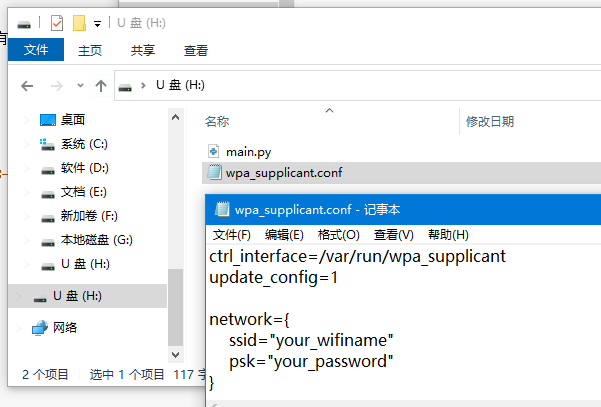 U 盘 (H:)
文件 主页 共享 查看
U 盘 (H:)
名称 修改日期
桌面
系统 (C:)
软件 (D:)
文档 (E:)
新加卷 (F:)
本地磁盘 (G:)
U 盘 (H:)
U 盘 (H:)
网络
main.py
wpa_supplicant.conf
wpa_supplicant.conf - 记事本
文件(F) 编辑(E) 格式(O) 查看(V) 帮助(H)
ctrl_interface=/var/run/wpa_supplicant
update_config=1
network={
ssid="your_wifiname"
psk="your_password"
}
2 个项目 选中 1 个项目 117